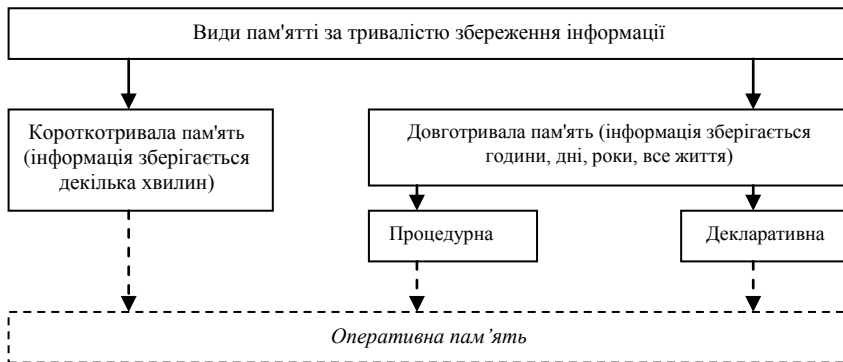 Види пам'ятті за тривалістю збереження інформації
Короткотривала пам'ять
(інформація зберігається
декілька хвилин)
Довготривала пам'ять (інформація зберігається
години, дні, роки, все життя)
Процедурна
Декларативна
Оперативна пам’ять